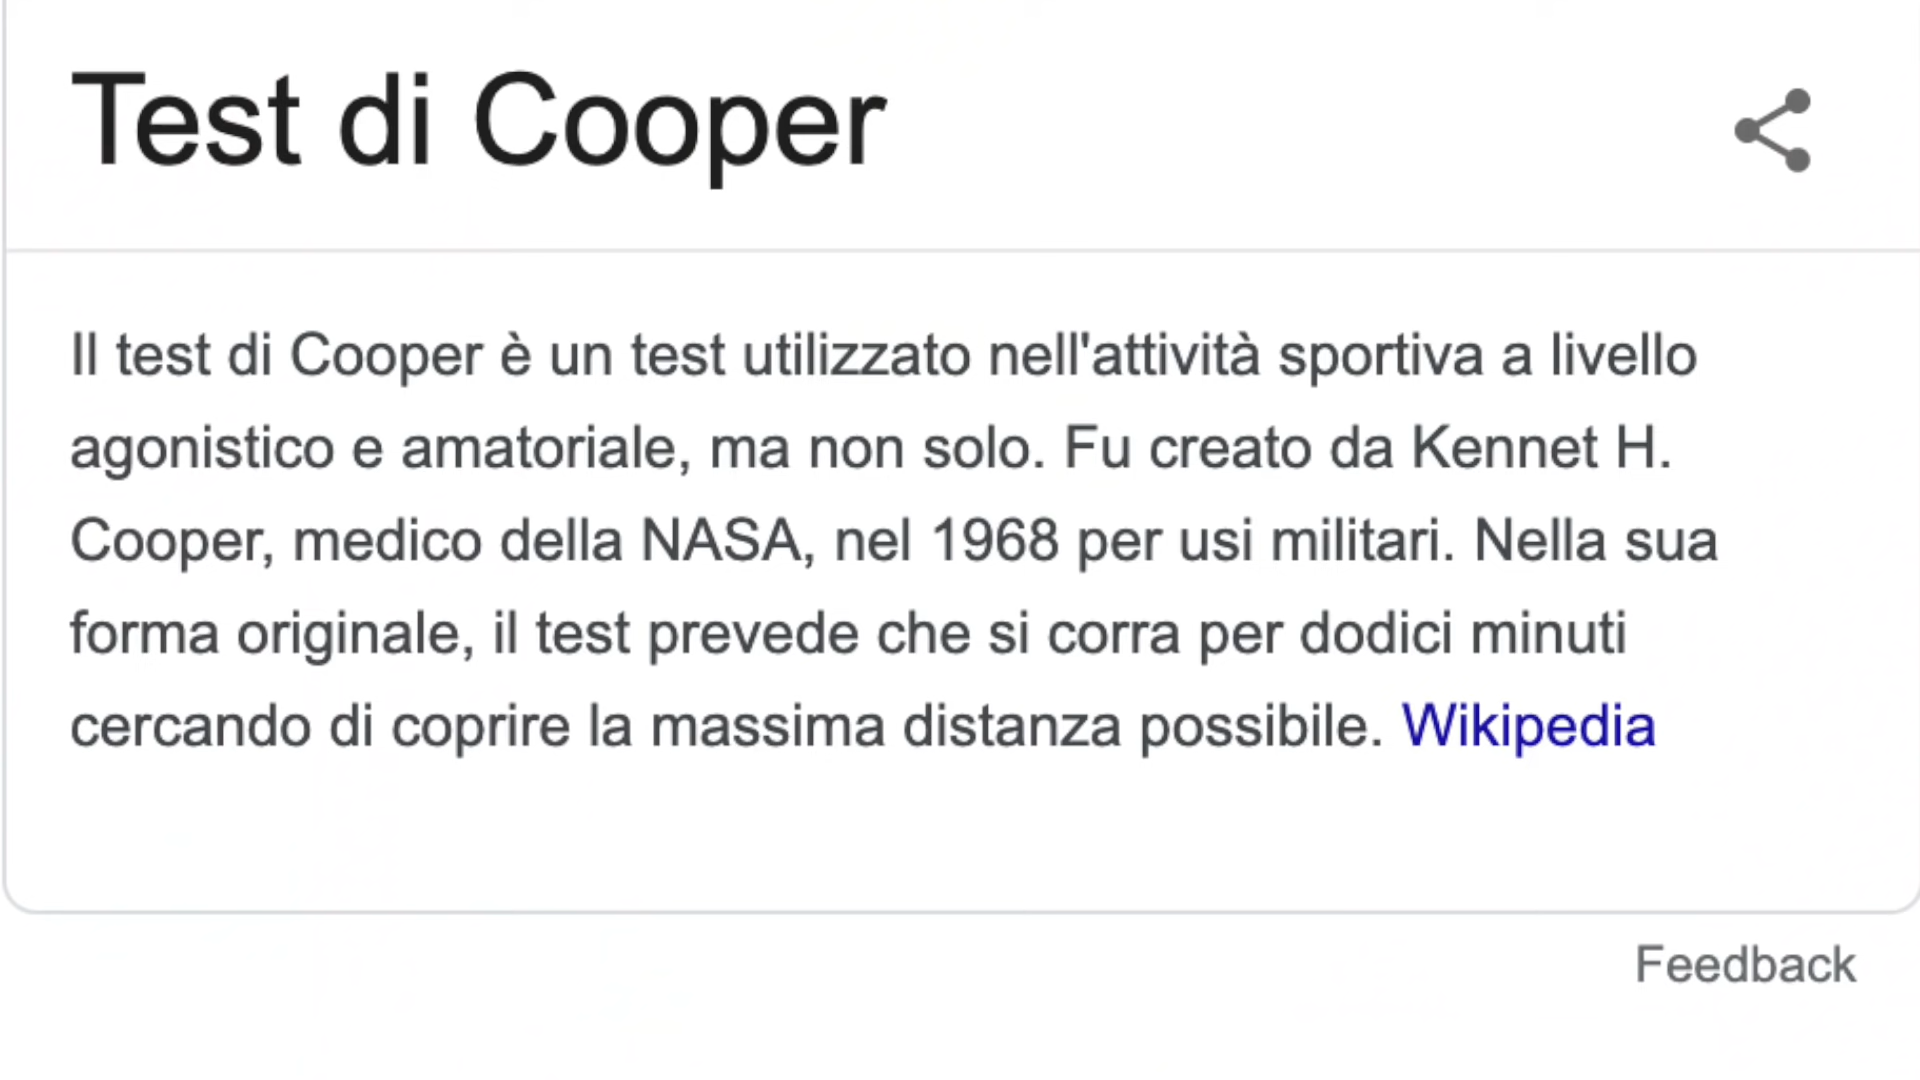 Test di Cooper
Il test di Cooper è un test utilizzato nell'attività sportiva a livello
agonistico e amatoriale, ma non solo. Fu creato da Kennet H.
Cooper, medico della NASA, nel 1968 per usi militari. Nella sua
forma originale, il test prevede che si corra per dodici minuti
cercando di coprire la massima distanza possibile. Wikipedia
Feedback